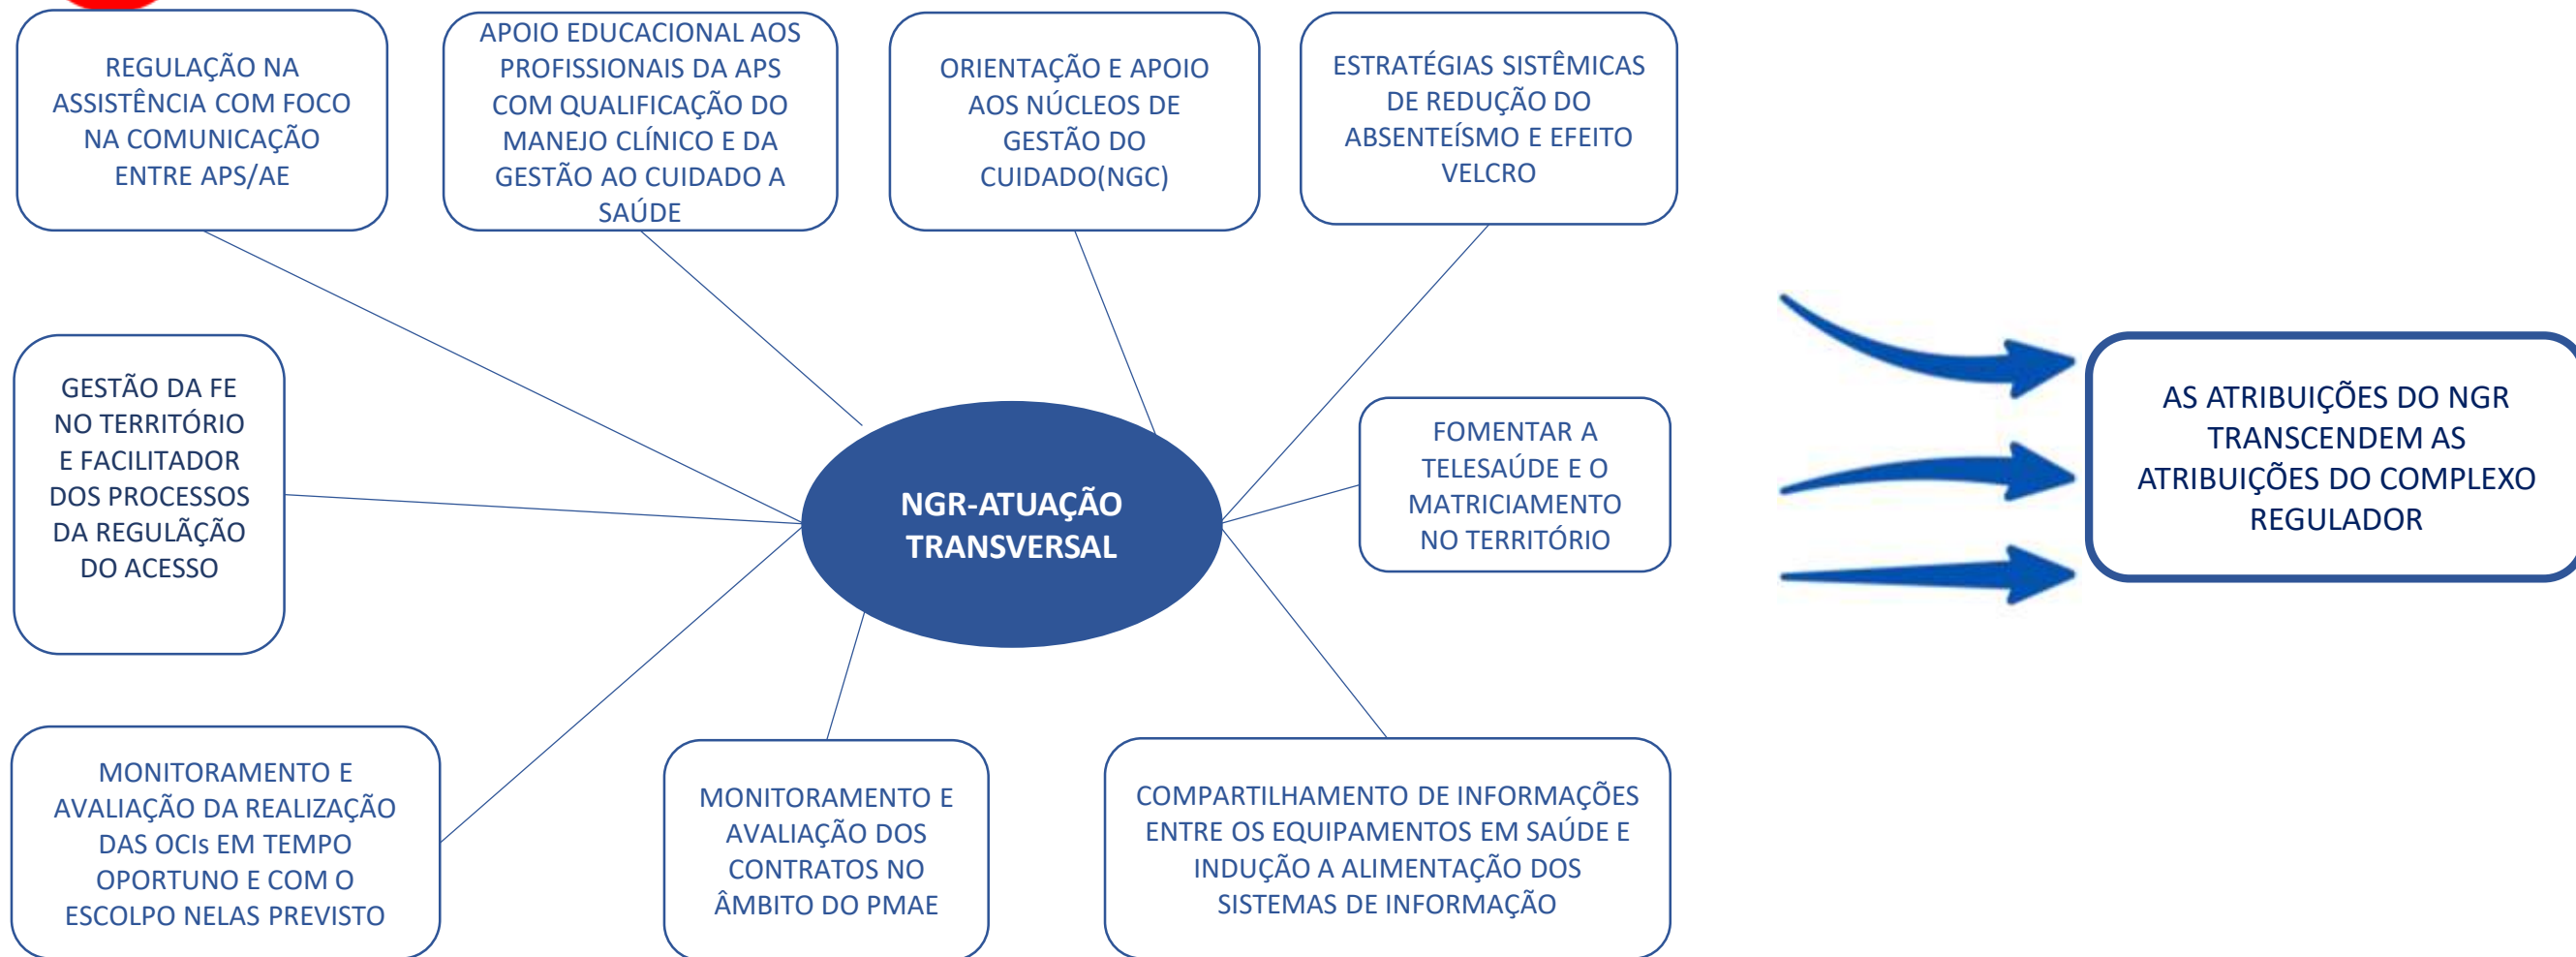 REGULAÇÃO NA
ASSISTÊNCIA COM FOCO
NA COMUNICAÇÃO
ENTRE APS/AE
APOIO EDUCACIONAL AOS
PROFISSIONAIS DA APS
COM QUALIFICAÇÃO DO
MANEJO CLÍNICO E DA
GESTÃO AO CUIDADO A
SAÚDE
ORIENTAÇÃO E APOIO
AOS NÚCLEOS DE
GESTÃO DO
CUIDADO(NGC)
ESTRATÉGIAS SISTÊMICAS
DE REDUÇÃO DO
ABSENTEÍSMO E EFEITO
VELCRO
GESTÃO DA FE
NO TERRITÓRIO
E FACILITADOR
DOS PROCESSOS
DA REGULÃÇÃO
DO ACESSO
NGR-ATUAÇÃO
TRANSVERSAL
FOMENTAR A
TELESAÚDE E O
MATRICIAMENTO
NO TERRITÓRIO
AS ATRIBUIÇÕES DO NGR
TRANSCENDEM AS
ATRIBUIÇÕES DO COMPLEXO
REGULADOR
MONITORAMENTO E
AVALIAÇÃO DA REALIZAÇÃO
DAS OCIs EM TEMPO
OPORTUNO E COM O
ESCOLPO NELAS PREVISTO
MONITORAMENTO E
AVALIAÇÃO DOS
CONTRATOS NO
ÂMBITO DO PMAE
COMPARTILHAMENTO DE INFORMAÇÕES
ENTRE OS EQUIPAMENTOS EM SAÚDE E
INDUÇÃO A ALIMENTAÇÃO DOS
SISTEMAS DE INFORMAÇÃO